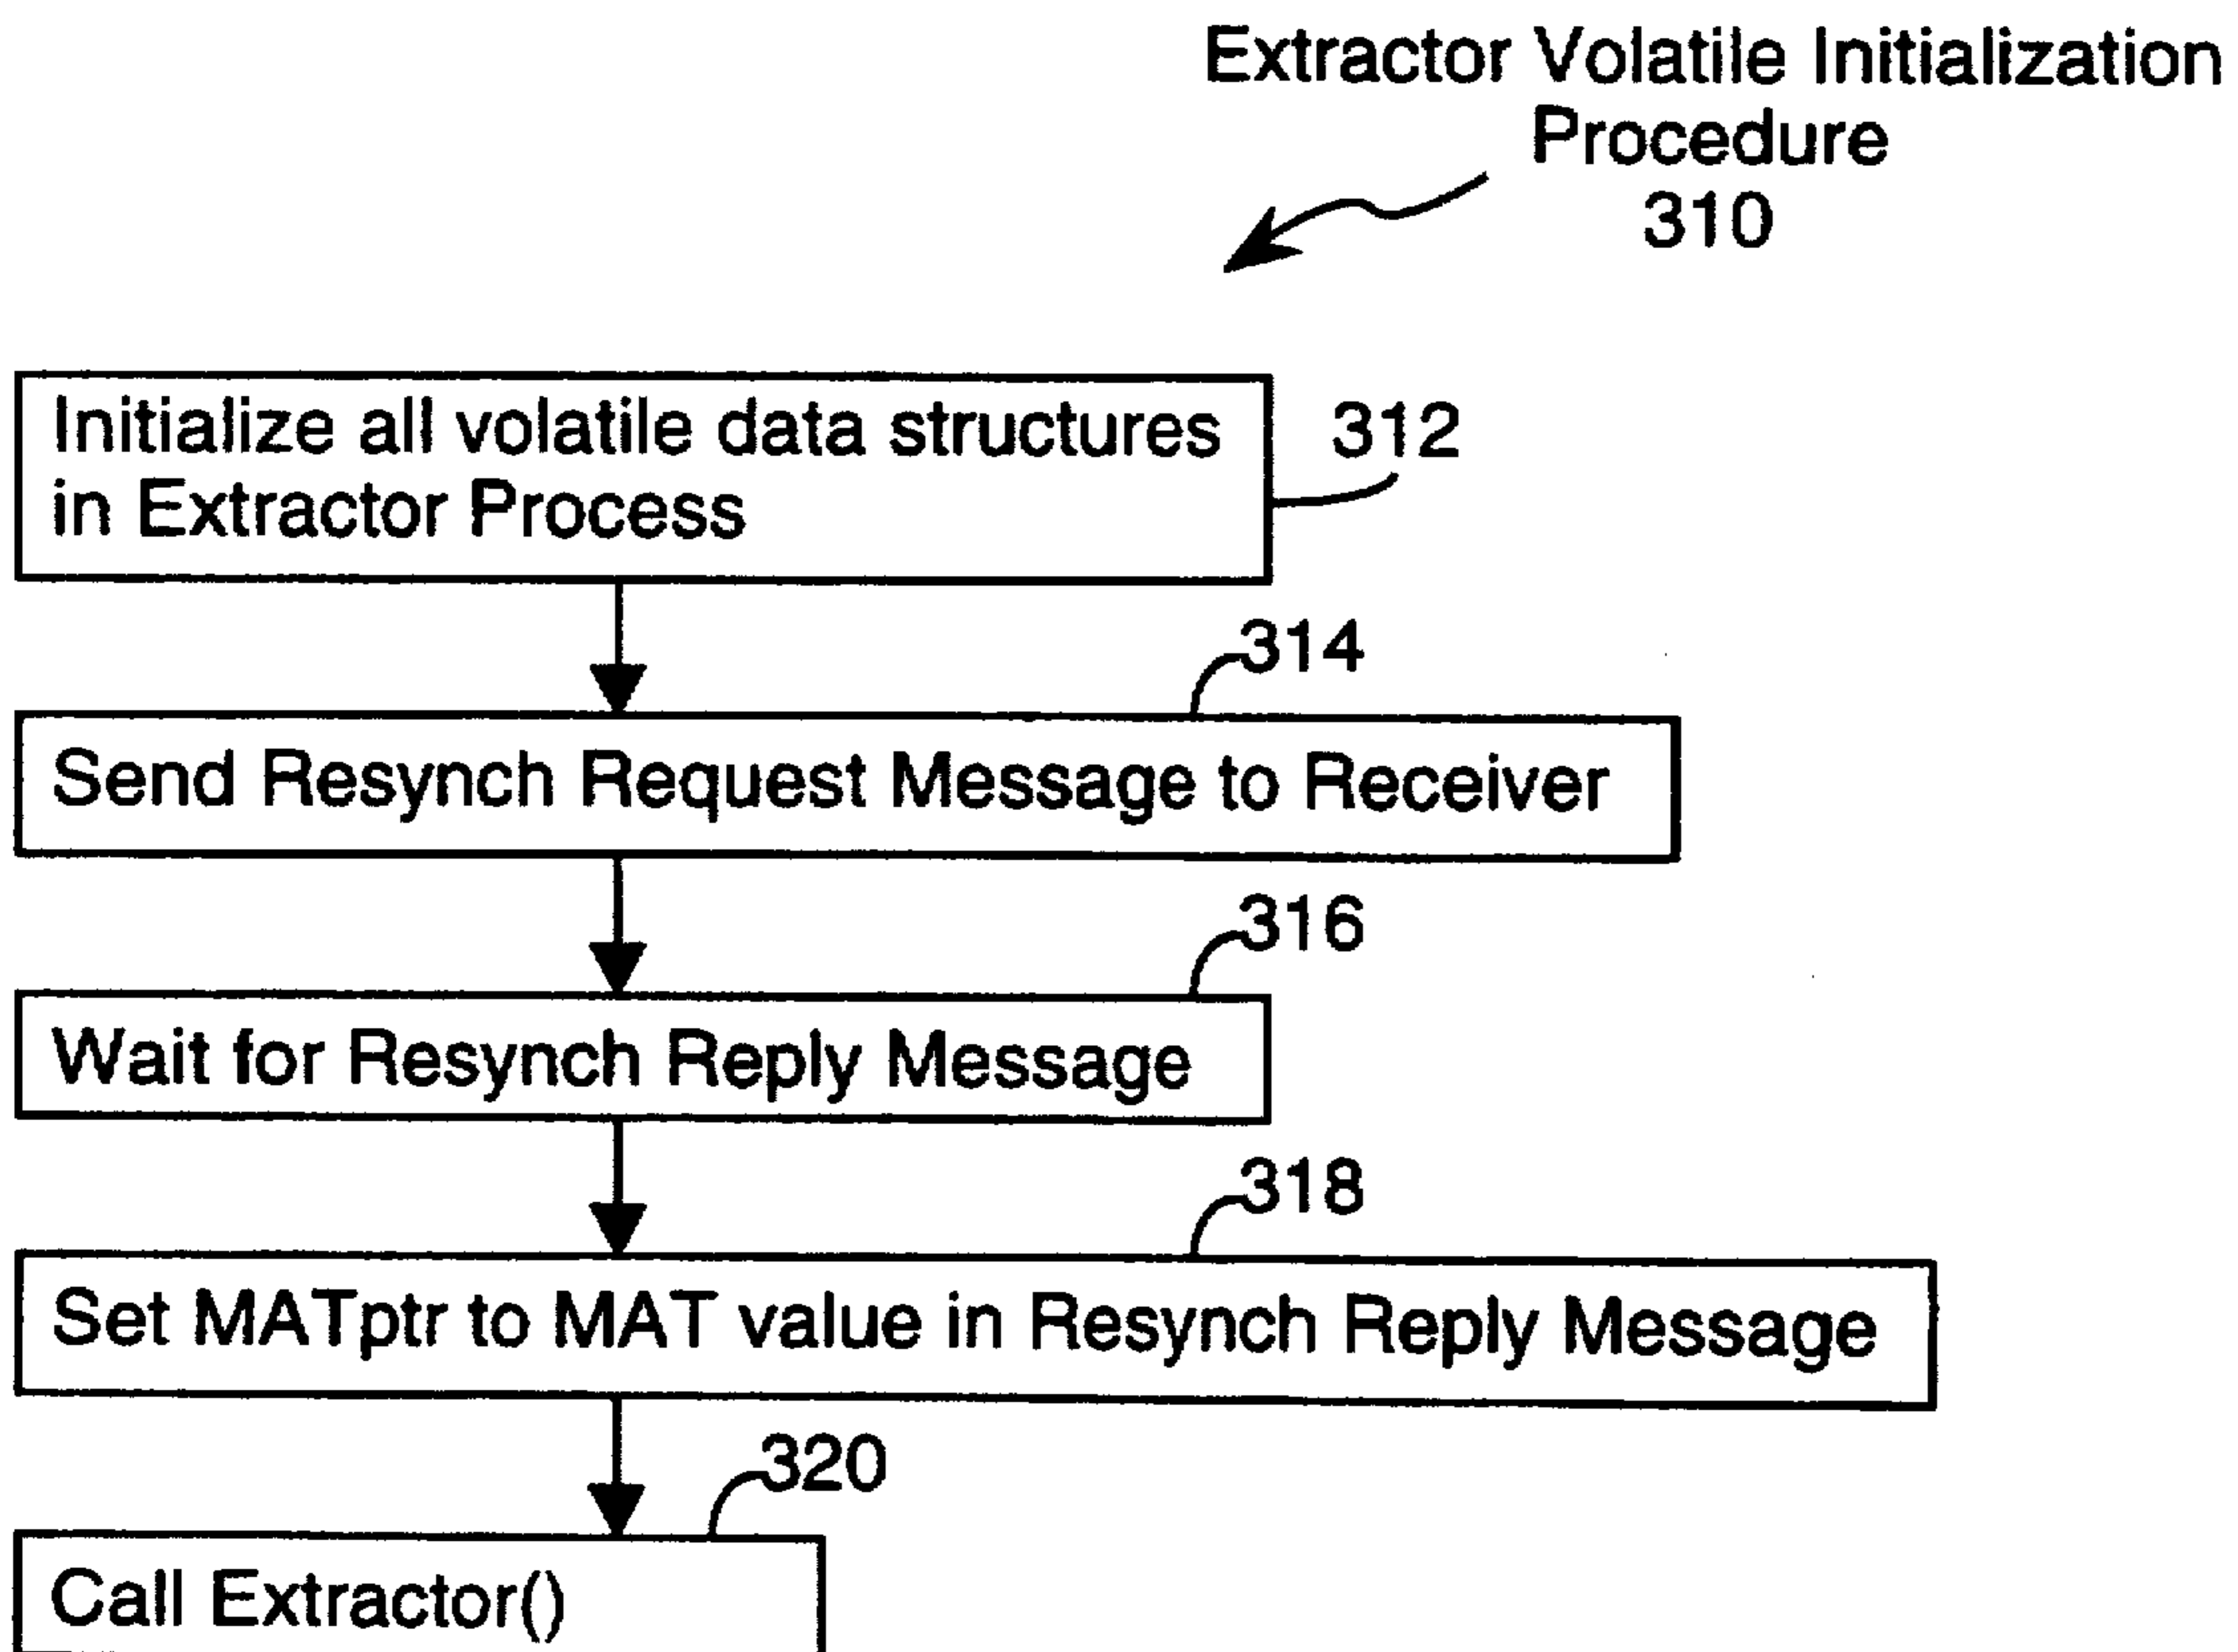 Extractor Volatile Initialization
Procedure
310
Initialize all volatile data structures
in Extractor Process
312
314
Send Resynch Request Message to Receiver
316
Wait for Resynch Reply Message
318
Set MATptr to MAT value in Resynch Reply Message
320
Call Extractor()